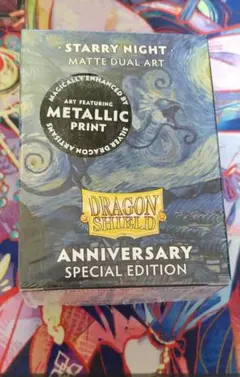 · STARRY NIGHT ·
MATTE DUAL ART
MAGICALLY ENHANCED BY
ART FEATURING
METALLIC
PRINT
SILVER DRAGON ARTISANS
DRAGON
SHIELD
ANNIVERSARY
SPECIAL EDITION